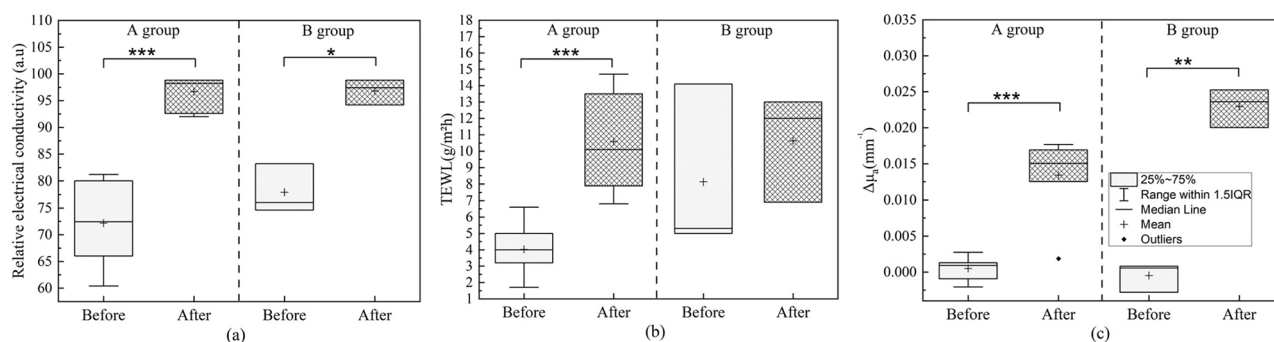 A group
B group
***
*
Relative electrical conductivity (a.u)
110
105
100
95
90
85
80
75
70
65
60
Before
After
Before
After
(a)
A group
B group
***
TEWL(g/m²h)
18
17
16
15
14
13
12
11
10
9
8
7
6
5
4
3
2
1
0
Before
After
Before
After
(b)
A group
B group
***
**
Δμa(mm⁻¹)
0.035
0.030
0.025
0.020
0.015
0.010
0.005
0.000
25%~75%
Range within 1.5IQR
Median Line
Mean
Outliers
Before
After
Before
After
(c)